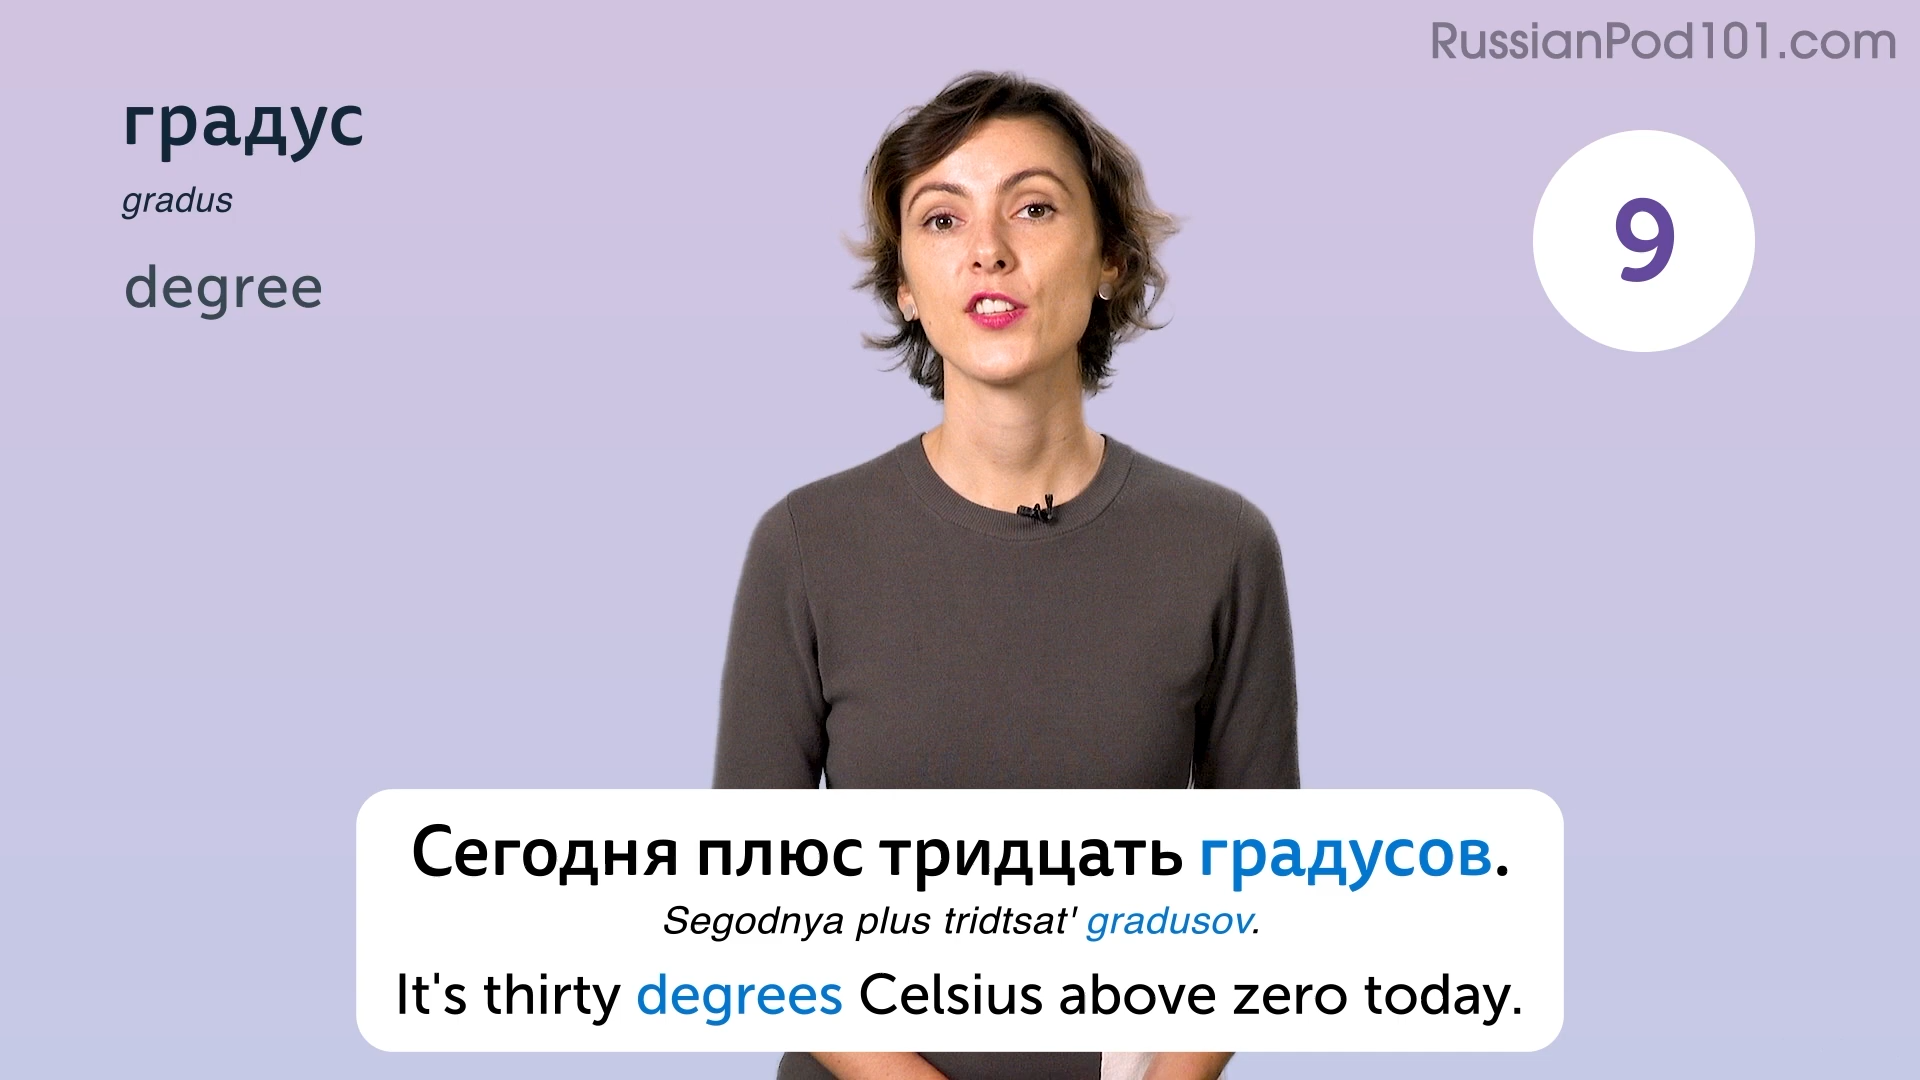 RussianPod101.com
градус
gradus
degree
9
Сегодня плюс тридцать градусов.
Segodnya plus tridtsat' gradusov.
It's thirty degrees Celsius above zero today.